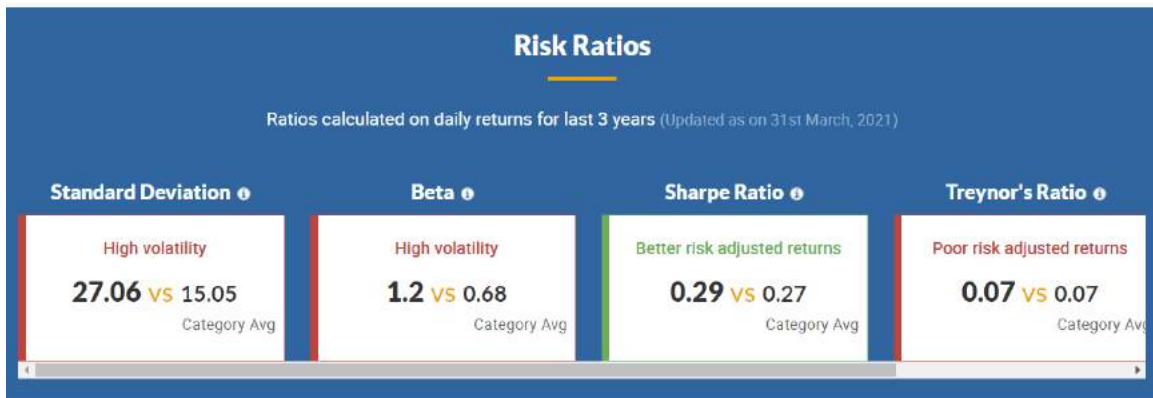 Risk Ratios
Ratios calculated on daily returns for last 3 years (Updated as on 31st March, 2021)
Standard Deviation
High volatility
27.06 vs 15.05
Category Avg
Beta
High volatility
1.2 vs 0.68
Category Avg
Sharpe Ratio
Better risk adjusted returns
0.29 vs 0.27
Category Avg
Treynor's Ratio
Poor risk adjusted returns
0.07 vs 0.07
Category Avg